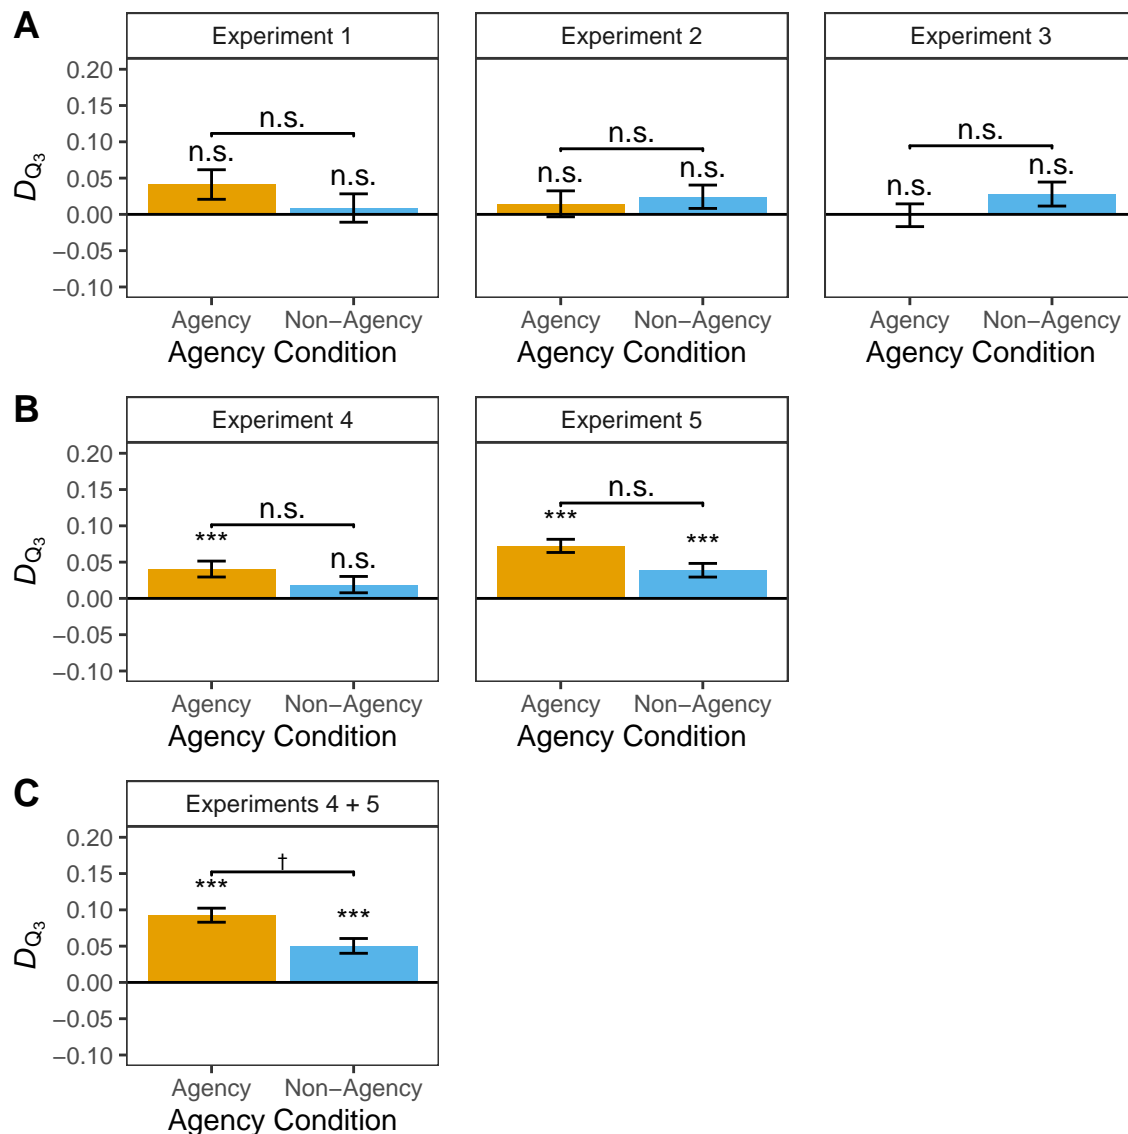 A
Experiment 1
Experiment 2
Experiment 3
0.20
0.15
0.10
0.05
0.00
−0.05
−0.10
DQ3
n.s.
n.s.
n.s.
n.s.
n.s.
n.s.
n.s.
n.s.
n.s.
Agency Non−Agency
Agency Non−Agency
Agency Non−Agency
Agency Condition
Agency Condition
Agency Condition
B
Experiment 4
Experiment 5
0.20
0.15
0.10
0.05
0.00
−0.05
−0.10
DQ3
n.s.
***
n.s.
n.s.
***
***
Agency Non−Agency
Agency Non−Agency
Agency Condition
Agency Condition
C
Experiments 4 + 5
0.20
0.15
0.10
0.05
0.00
−0.05
−0.10
DQ3
†
***
***
Agency Non−Agency
Agency Condition